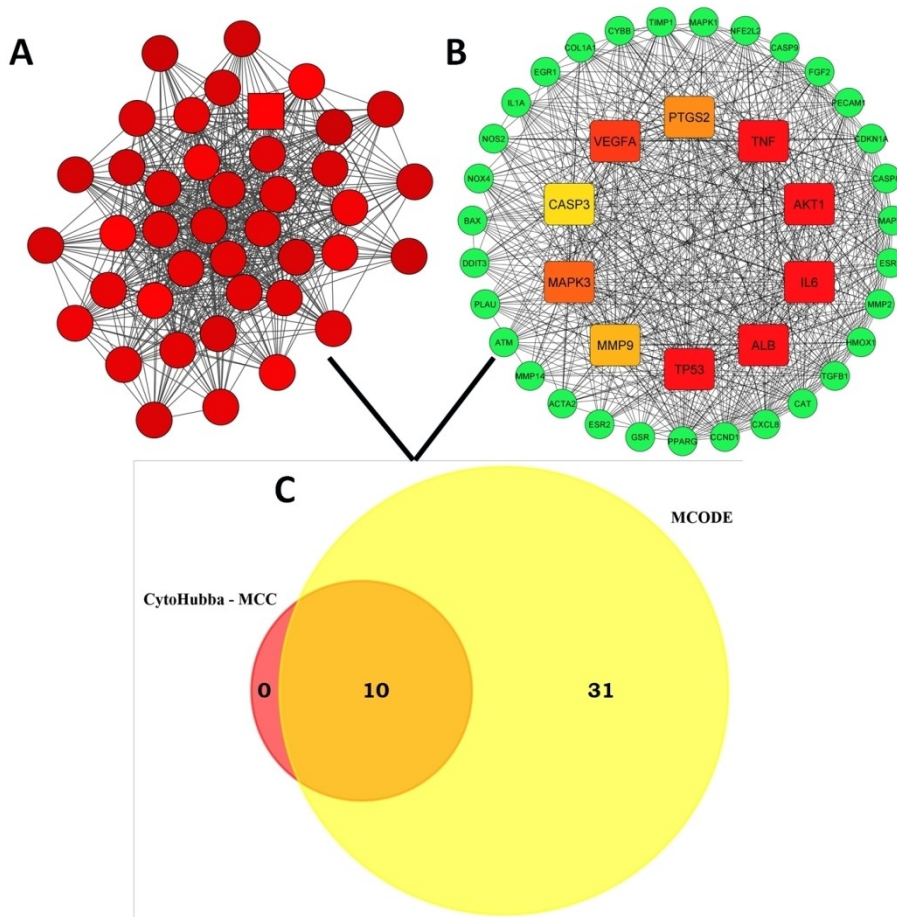 A
B
TIMP1
MAPK1
CYBB
NFE2L2
COL1A1
CASP9
EGR1
FGF2
IL1A
PECAM1
PTGS2
NOS2
CDKN1A
VEGFA
TNF
NOX4
CASP3
AKT1
BAX
DDIT3
MAPK3
IL6
PLAU
MMP2
ATM
MMP9
ALB
HMOX1
TP53
MMP14
TGFB1
ACTA2
CAT
ESR2
CXCL8
GSR
PPARG
CCND1
C
MCODE
CytoHubba - MCC
0
10
31